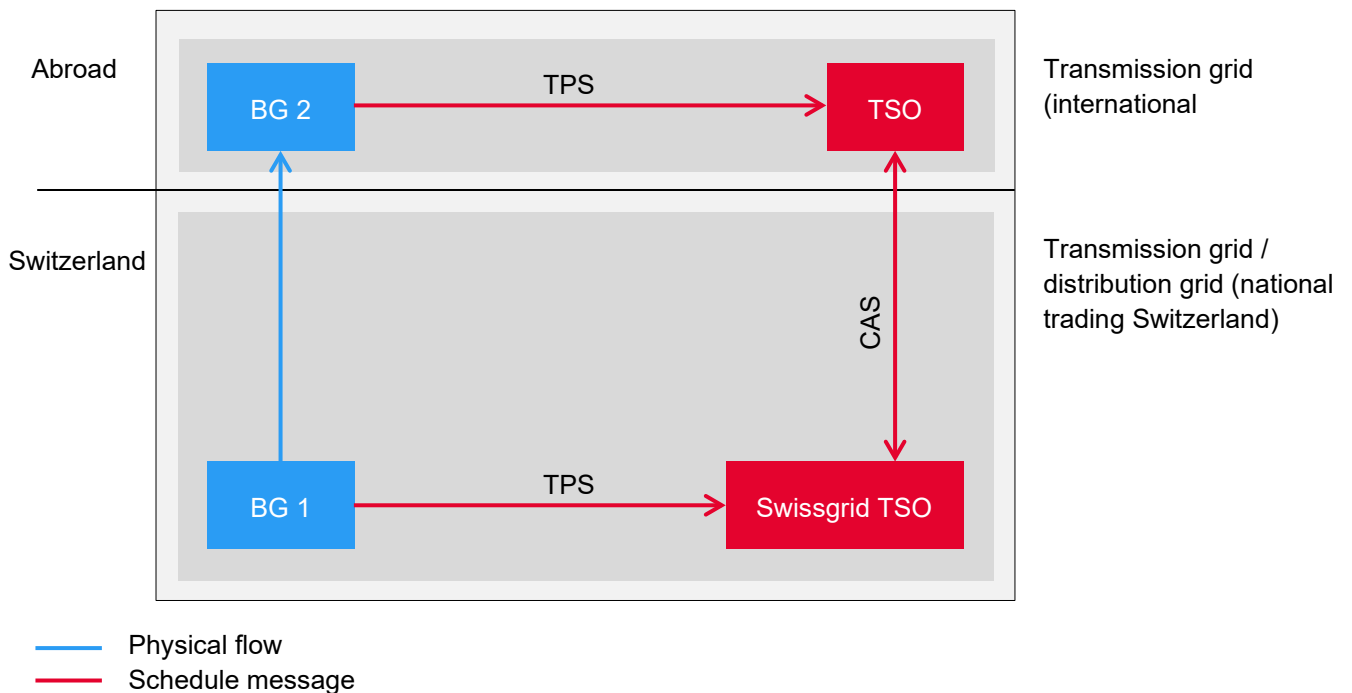 Abroad
BG 2
TPS
TSO
Transmission grid
(international
Switzerland
Transmission grid /
distribution grid (national
trading Switzerland)
CAS
BG 1
TPS
Swissgrid TSO
Physical flow
Schedule message